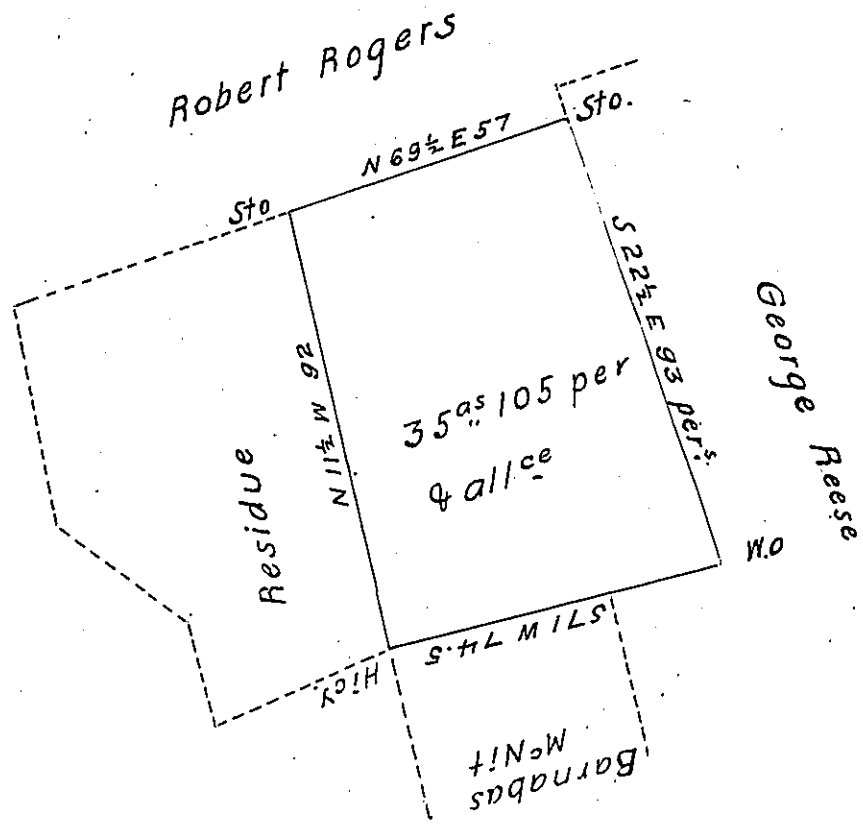 Robert Rogers
N 69½ E 57
Sto.
Sto
S 22½ E 93 pers.
George Reese
N 11½ W 92
35as 105 per
& allce
Residue
W.O
S71 W 74.5
Hicy.
Barnabas
McNit